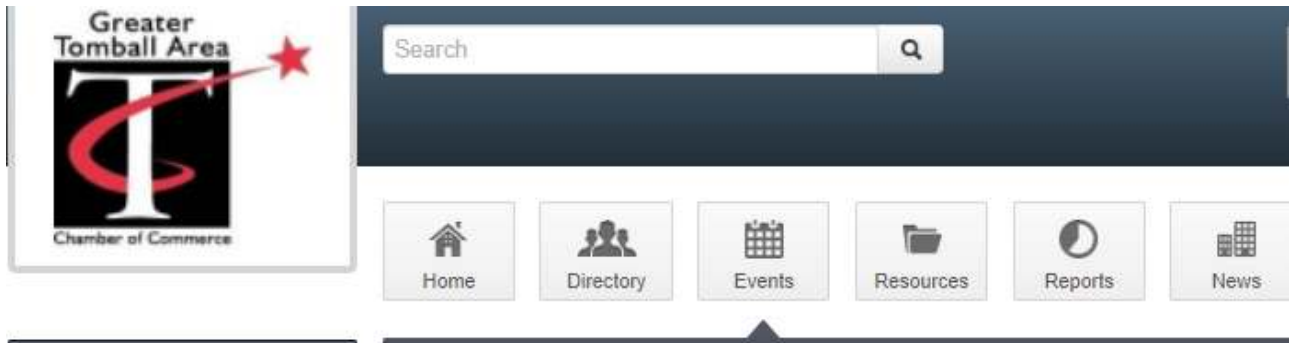 Greater
Tomball Area
T
Chamber of Commerce
Search
Home Directory Events Resources Reports News